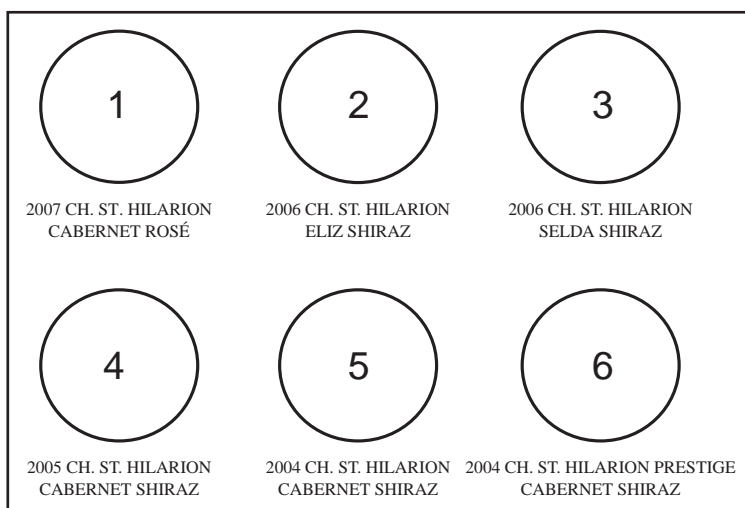 1
2
3
2007 CH. ST. HILARION
CABERNET ROSÉ
2006 CH. ST. HILARION
ELIZ SHIRAZ
2006 CH. ST. HILARION
SELDA SHIRAZ
4
5
6
2005 CH. ST. HILARION
CABERNET SHIRAZ
2004 CH. ST. HILARION
CABERNET SHIRAZ
2004 CH. ST. HILARION PRESTIGE
CABERNET SHIRAZ